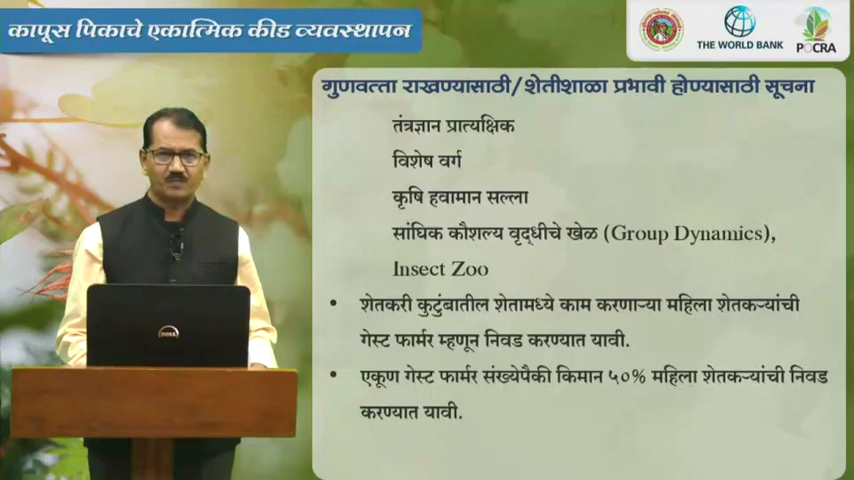 कापूस पिकाचे एकात्मिक कीड व्यवस्थापन
THE WORLD BANK
POCRA
गुणवत्ता राखण्यासाठी/शेतीशाळा प्रभावी होण्यासाठी सूचना
तंत्रज्ञान प्रात्यक्षिक
विशेष वर्ग
कृषि हवामान सल्ला
सांघिक कौशल्य वृद्धीचे खेळ (Group Dynamics),
Insect Zoo
• शेतकरी कुटुंबातील शेतामध्ये काम करणाऱ्या महिला शेतकऱ्यांची
गेस्ट फार्मर म्हणून निवड करण्यात यावी.
• एकूण गेस्ट फार्मर संख्येपैकी किमान ५०% महिला शेतकऱ्यांची निवड
करण्यात यावी.
DELL